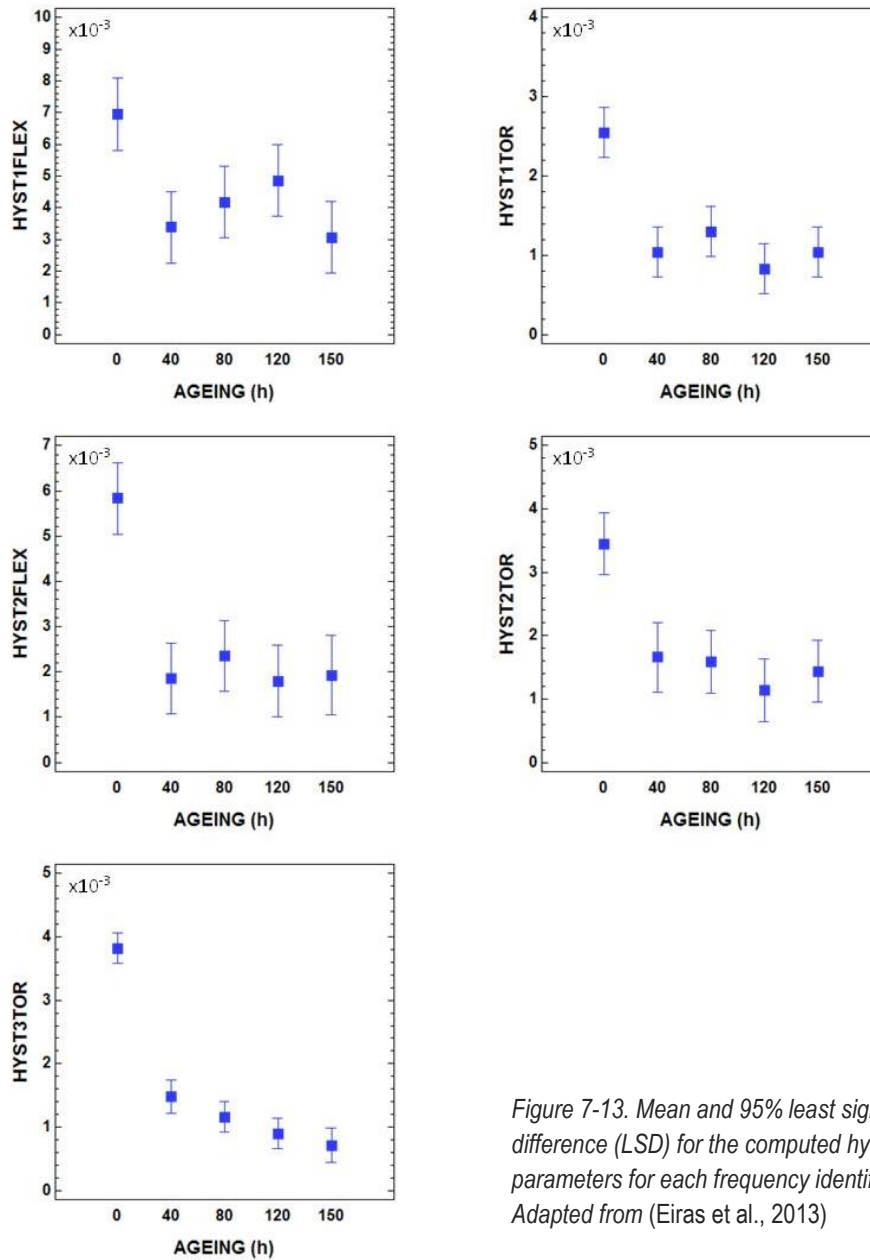 x10-3
10
9
8
7
6
5
4
3
2
1
0
HYST1FLEX
0 40 80 120 150
AGEING (h)
x10-3
4
3
2
1
0
HYST1TOR
0 40 80 120 150
AGEING (h)
x10-3
7
6
5
4
3
2
1
0
HYST2FLEX
0 40 80 120 150
AGEING (h)
x10-3
5
4
3
2
1
0
HYST2TOR
0 40 80 120 150
AGEING (h)
x10-3
5
4
3
2
1
0
HYST3TOR
0 40 80 120 150
AGEING (h)
Figure 7-13. Mean and 95% least
difference (LSD) for the computed
parameters for each frequency
Adapted from (Eiras et al., 2013)